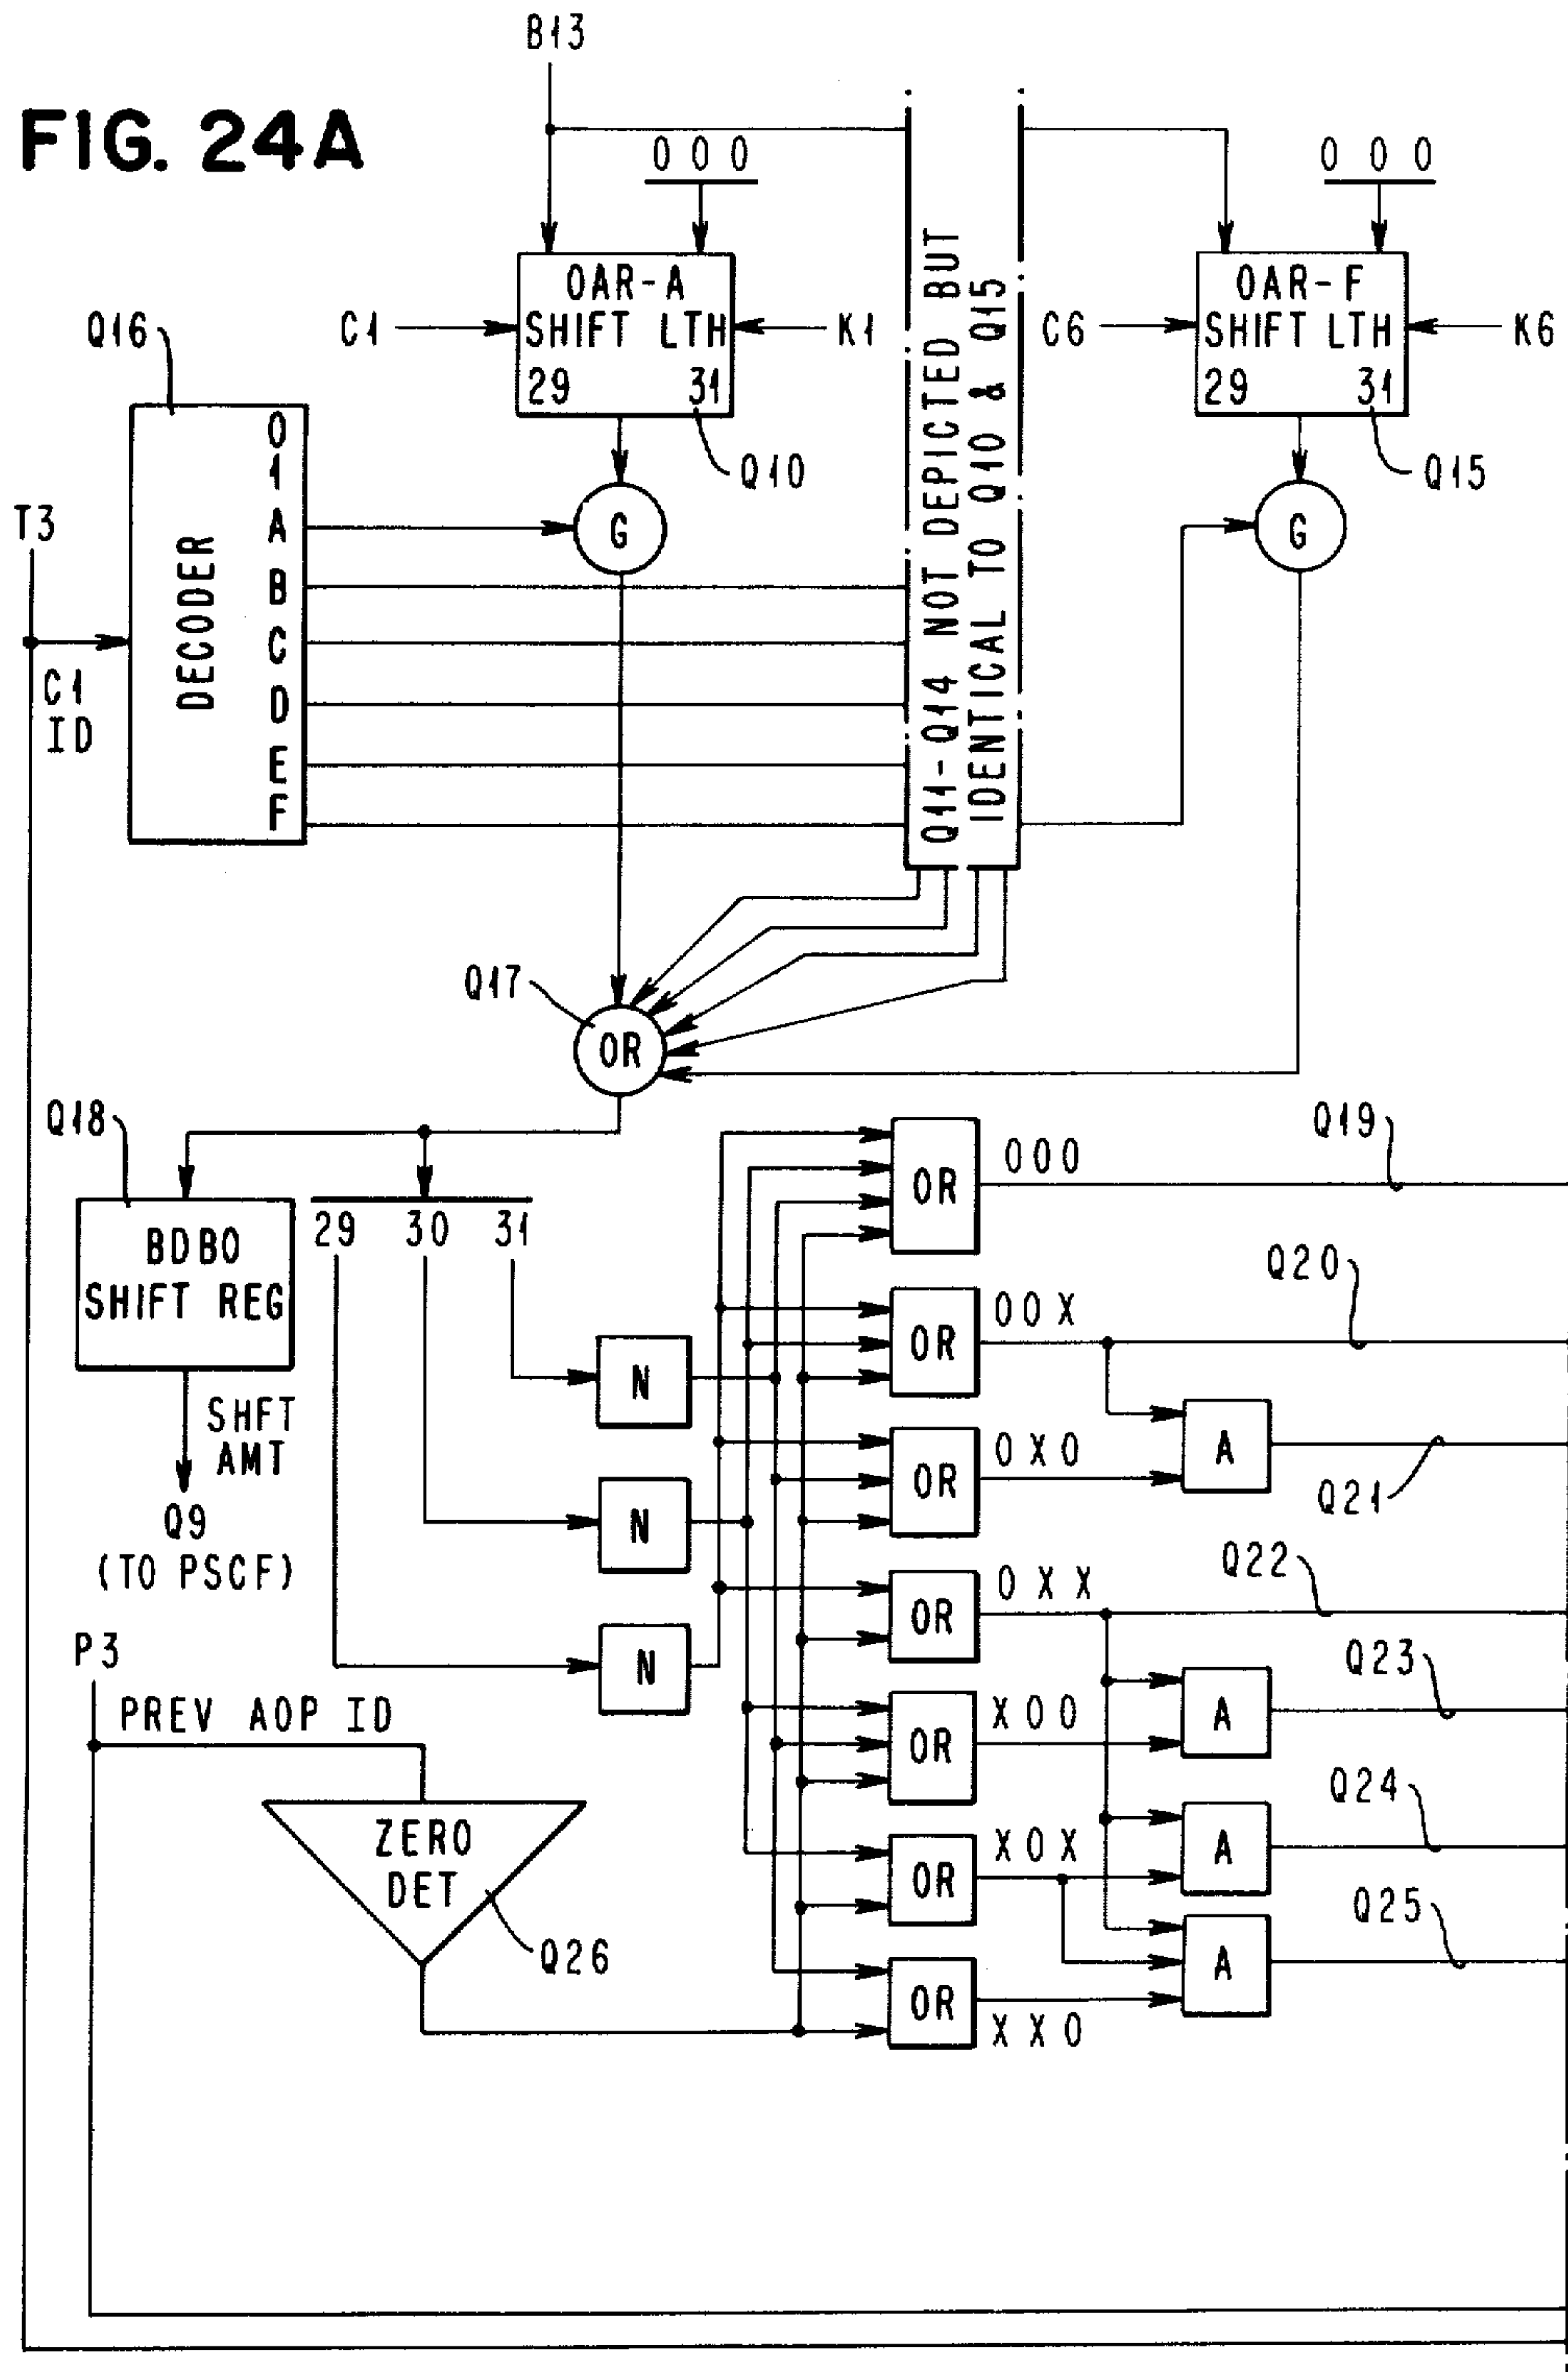 FIG. 24A
B13
0 0 0
0 0 0
OAR-A
SHIFT LTH
29 31
C1
K1
Q10
OAR-F
SHIFT LTH
29 31
C6
K6
Q15
Q11-Q14 NOT DEPICTED BUT
IDENTICAL TO Q10 & Q15
Q16
DECODER
0
1
A
B
C
D
E
F
T3
C1
ID
G
G
Q17
OR
Q18
BDBO
SHIFT REG
29 30 31
SHFT
AMT
Q9
(TO PSCF)
N
N
N
P3
PREV AOP ID
ZERO
DET
Q26
OR
000
Q19
OR
00X
Q20
OR
0X0
A
Q21
OR
0XX
Q22
A
Q23
OR
X00
A
Q24
OR
X0X
A
Q25
OR
XX0